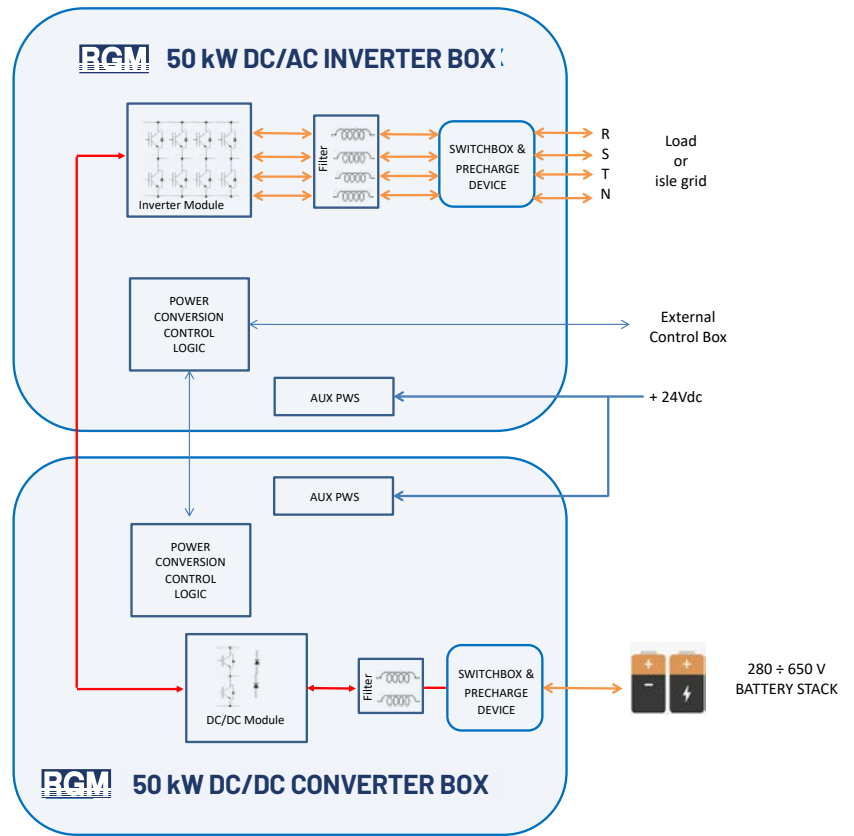 RGM 50 kW DC/AC INVERTER BOX
Inverter Module
Filter
SWITCHBOX &
PRECHARGE
DEVICE
R
S
T
N
Load
or
isle grid
POWER
CONVERSION
CONTROL
LOGIC
External
Control Box
AUX PWS
+ 24Vdc
AUX PWS
POWER
CONVERSION
CONTROL
LOGIC
DC/DC Module
Filter
SWITCHBOX &
PRECHARGE
DEVICE
+ +
−
280 ÷ 650 V
BATTERY STACK
RGM 50 kW DC/DC CONVERTER BOX